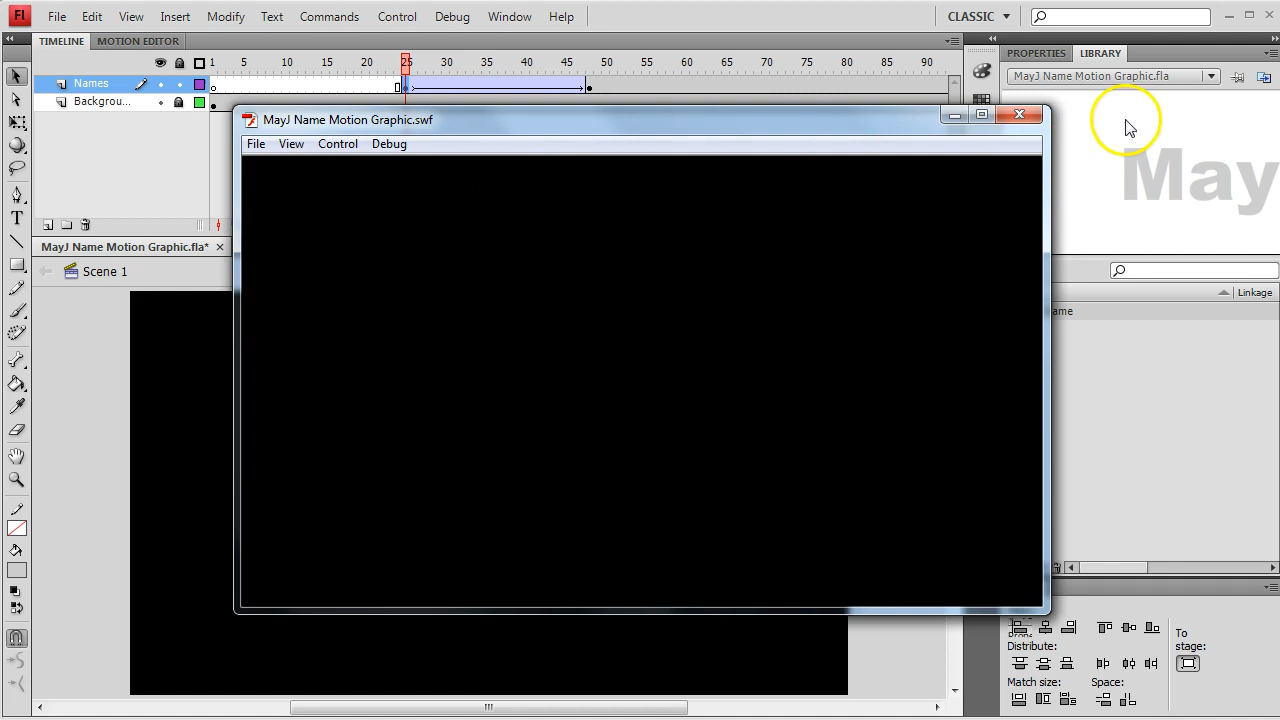 Fl File Edit View Insert Modify Text Commands Control Debug Window Help CLASSIC
TIMELINE MOTION EDITOR PROPERTIES LIBRARY
1 5 10 15 20 25 30 35 40 45 50 55 60 65 70 75 80 85 90
MayJ Name Motion Graphic.fla
Names
Backgrou...
MayJ Name Motion Graphic.swf
File View Control Debug
May
MayJ Name Motion Graphic.fla*
Scene 1
Linkage
ame
To
stage:
Distribute:
Match size: Space: